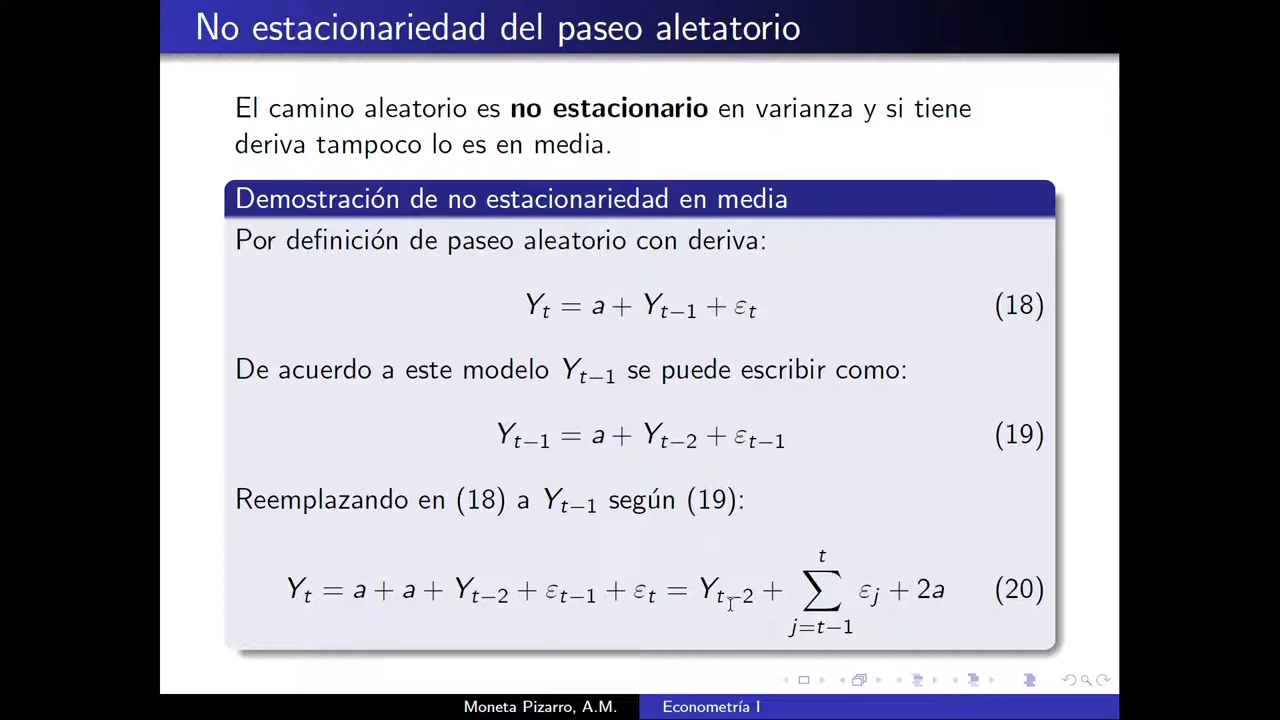 No estacionariedad del paseo aletatorio
El camino aleatorio es no estacionario en varianza y si tiene
deriva tampoco lo es en media.
Demostración de no estacionariedad en media
Por definición de paseo aleatorio con deriva:
Y_t = a + Y_{t−1} + ε_t (18)
De acuerdo a este modelo Y_{t−1} se puede escribir como:
Y_{t−1} = a + Y_{t−2} + ε_{t−1} (19)
Reemplazando en (18) a Y_{t−1} según (19):
Y_t = a + a + Y_{t−2} + ε_{t−1} + ε_t = Y_{t−2} + ∑_{j=t−1}^{t} ε_j + 2a (20)
Moneta Pizarro, A.M. Econometría I